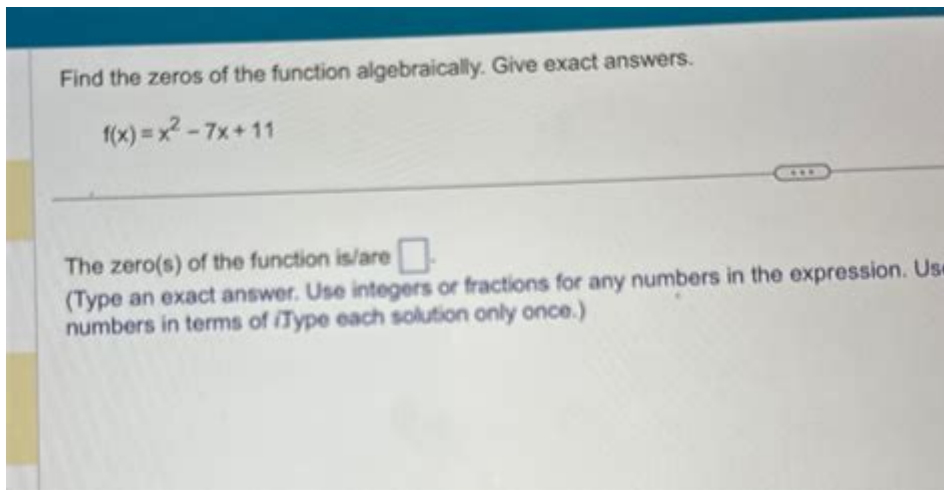 Find the zeros of the function algebraically. Give exact answers.
f(x) = x² - 7x + 11
The zero(s) of the function is/are .
(Type an exact answer. Use integers or fractions for any numbers in the expression. Use
numbers in terms of iType each solution only once.)